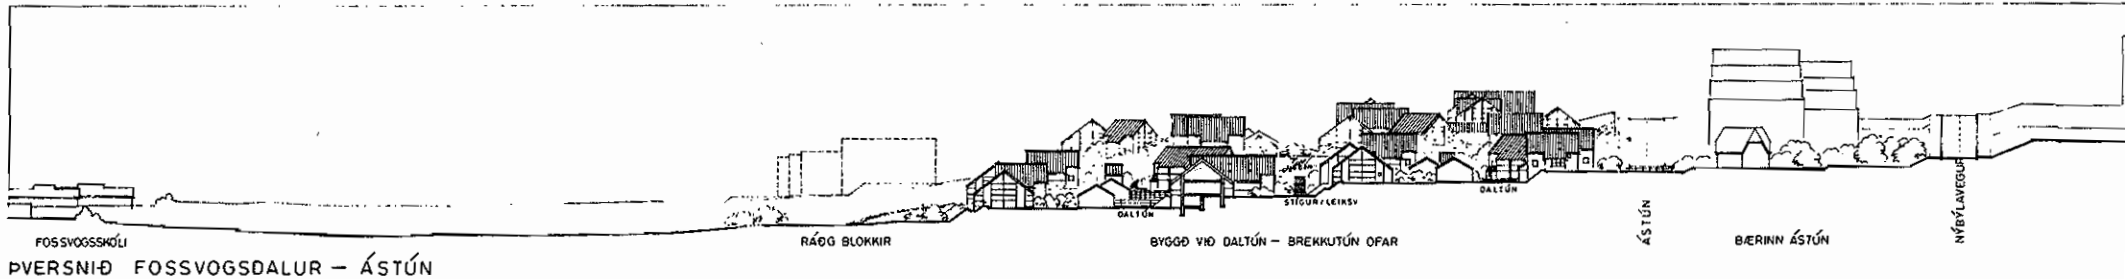 DALTÚN
STÍGUR/LEIKSV
DALTÚN
FOSSVOGSSKÓLI
RÁÐG BLOKKIR
BYGGÐ VIÐ DALTÚN – BREKKUTÚN OFAR
ÁSTÚN
BÆRINN ÁSTÚN
NÝBÝLAVEGUR
ÞVERSNIÐ FOSSVOGSDALUR – ÁSTÚN